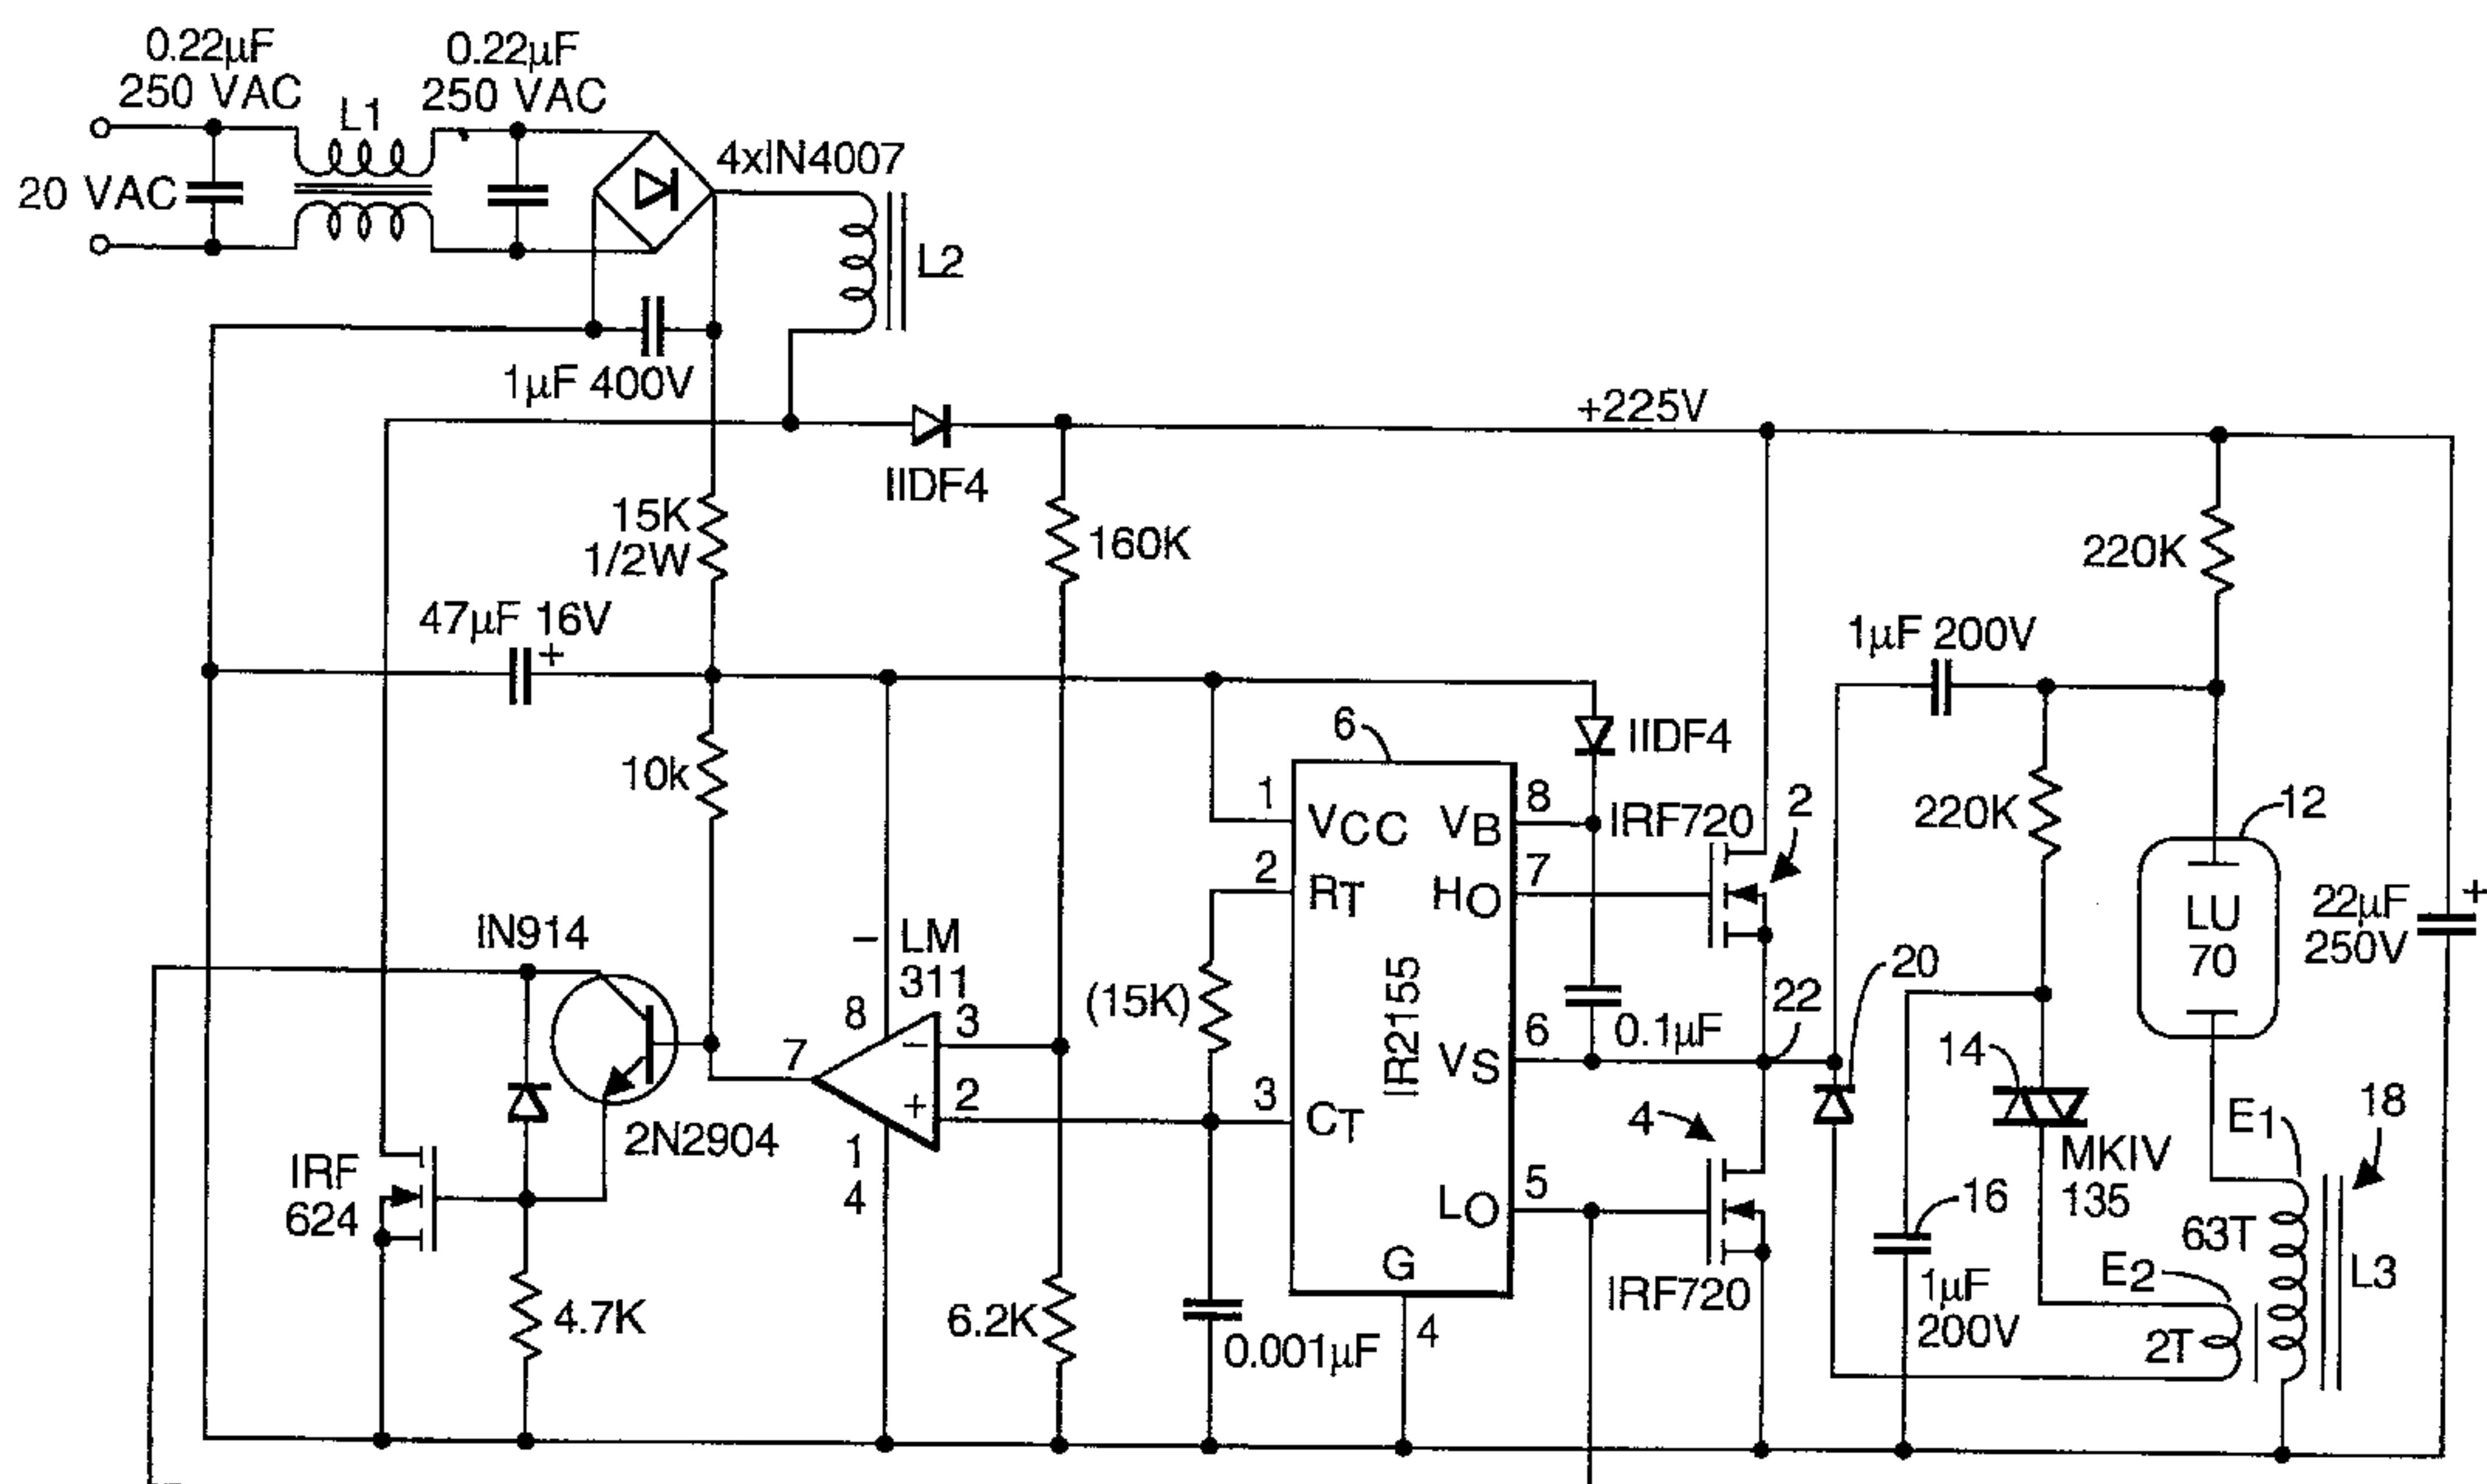 0.22µF
250 VAC
0.22µF
250 VAC
L1
20 VAC
4xIN4007
L2
1µF 400V
+225V
IIDF4
15K
1/2W
160K
220K
47µF 16V
+
1µF 200V
10k
6
IIDF4
1
VCC
VB
8
IRF720
2
220K
12
2
RT
HO
7
LU
70
22µF
250V
+
IN914
LM
311
−
8
3
−
(15K)
IR2155
0.1µF
22
20
7
2
+
3
CT
VS
6
14
2N2904
1
4
4
MKIV
135
E1
18
IRF
624
LO
5
16
63T
G
E2
L3
4.7K
6.2K
0.001µF
4
IRF720
1µF
200V
2T